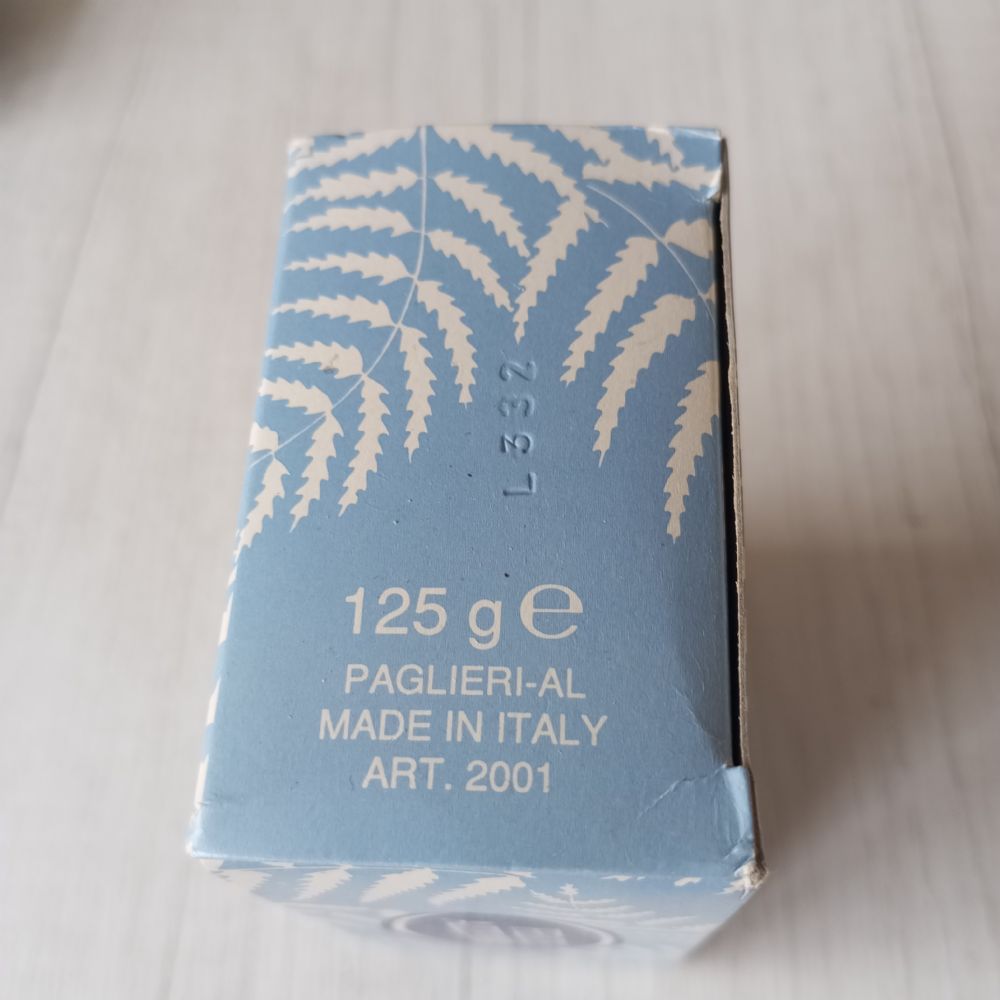 L332
125 g e
PAGLIERI-AL
MADE IN ITALY
ART. 2001